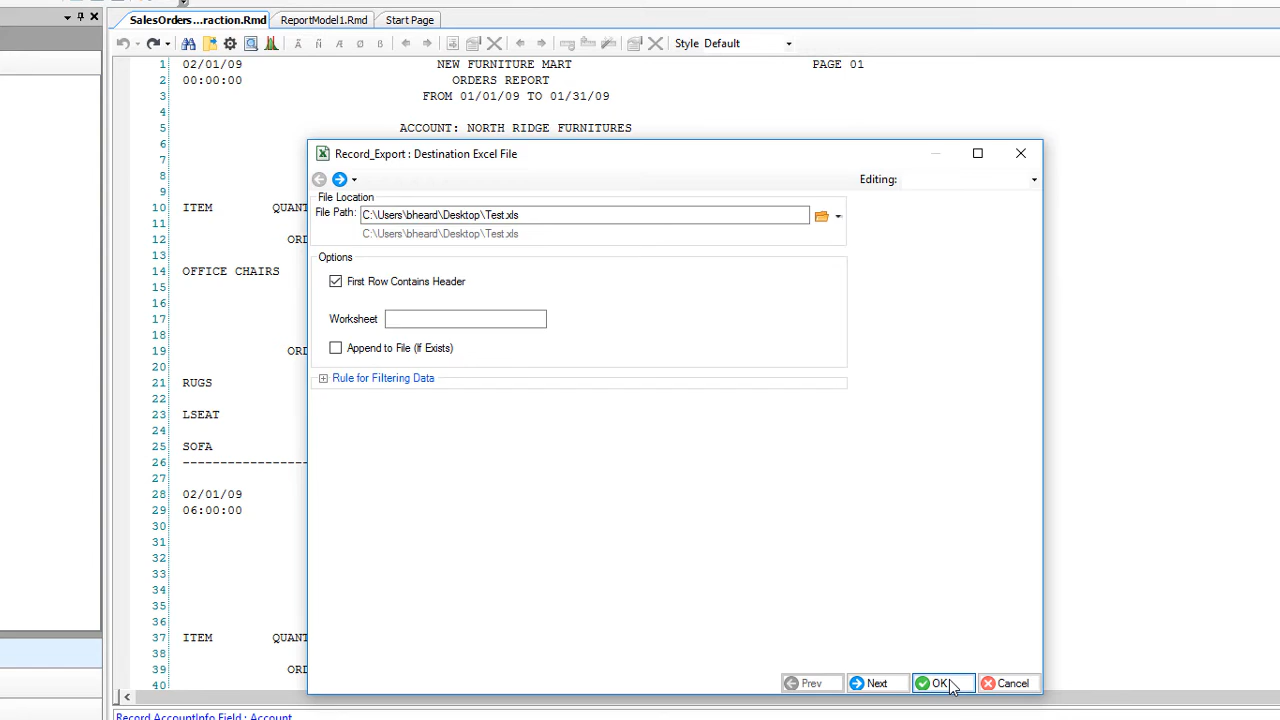 SalesOrders...raction.Rmd ReportModel1.Rmd Start Page
Style Default
1 02/01/09 NEW FURNITURE MART PAGE 01
2 00:00:00 ORDERS REPORT
3 FROM 01/01/09 TO 01/31/09
4
5 ACCOUNT: NORTH RIDGE FURNITURES
6
7
8
9
10 ITEM QUANT
11
12 ORD
13
14 OFFICE CHAIRS
15
16
17
18
19 ORD
20
21 RUGS
22
23 LSEAT
24
25 SOFA
26 -----------------
27
28 02/01/09
29 06:00:00
30
31
32
33
34
35
36
37 ITEM QUANT
38
39 ORD
40
Record_Export : Destination Excel File
Editing:
File Location
File Path: C:\Users\bheard\Desktop\Test.xls
C:\Users\bheard\Desktop\Test.xls
Options
First Row Contains Header
Worksheet
Append to File (If Exists)
Rule for Filtering Data
Prev Next OK Cancel
Record AccountInfo Field : Account